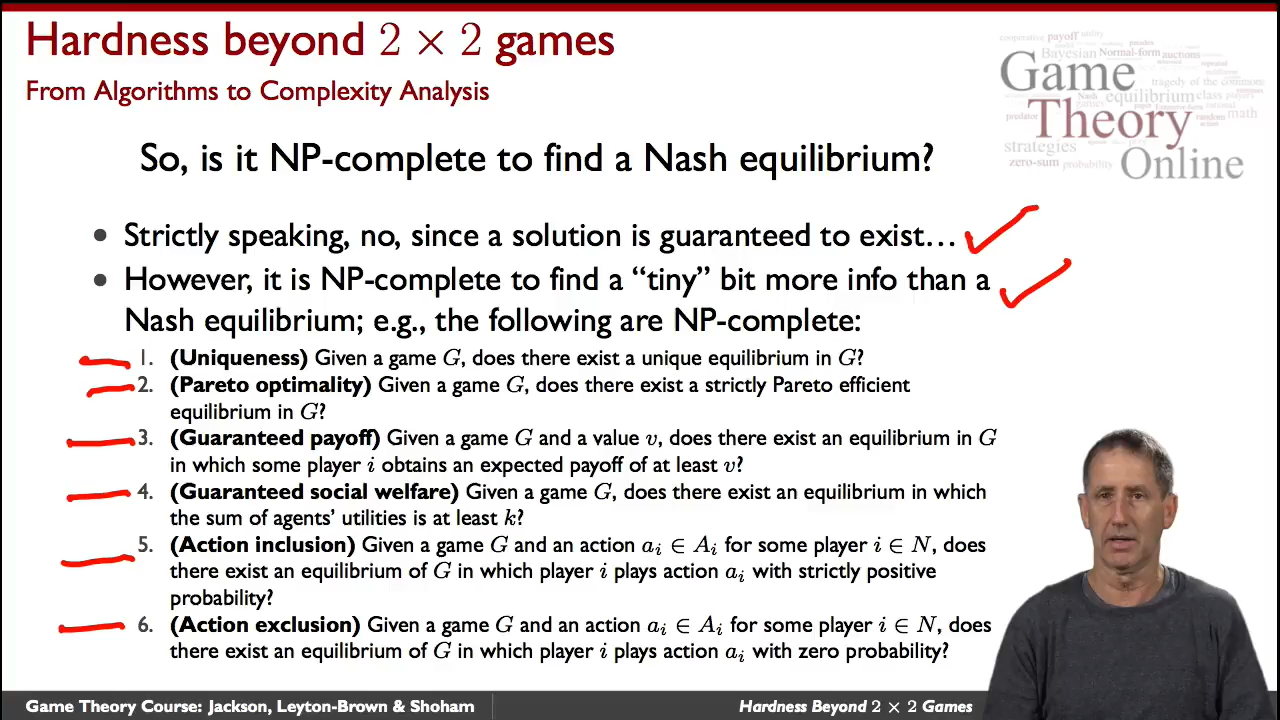 Hardness beyond 2 × 2 games
From Algorithms to Complexity Analysis
Game
Theory
Online
So, is it NP-complete to find a Nash equilibrium?
• Strictly speaking, no, since a solution is guaranteed to exist…
• However, it is NP-complete to find a “tiny” bit more info than a
Nash equilibrium; e.g., the following are NP-complete:
1. (Uniqueness) Given a game G, does there exist a unique equilibrium in G?
2. (Pareto optimality) Given a game G, does there exist a strictly Pareto efficient
equilibrium in G?
3. (Guaranteed payoff) Given a game G and a value v, does there exist an equilibrium in G
in which some player i obtains an expected payoff of at least v?
4. (Guaranteed social welfare) Given a game G, does there exist an equilibrium in which
the sum of agents’ utilities is at least k?
5. (Action inclusion) Given a game G and an action aᵢ ∈ Aᵢ for some player i ∈ N, does
there exist an equilibrium of G in which player i plays action aᵢ with strictly positive
probability?
6. (Action exclusion) Given a game G and an action aᵢ ∈ Aᵢ for some player i ∈ N, does
there exist an equilibrium of G in which player i plays action aᵢ with zero probability?
Game Theory Course: Jackson, Leyton-Brown & Shoham
Hardness Beyond 2 × 2 Games